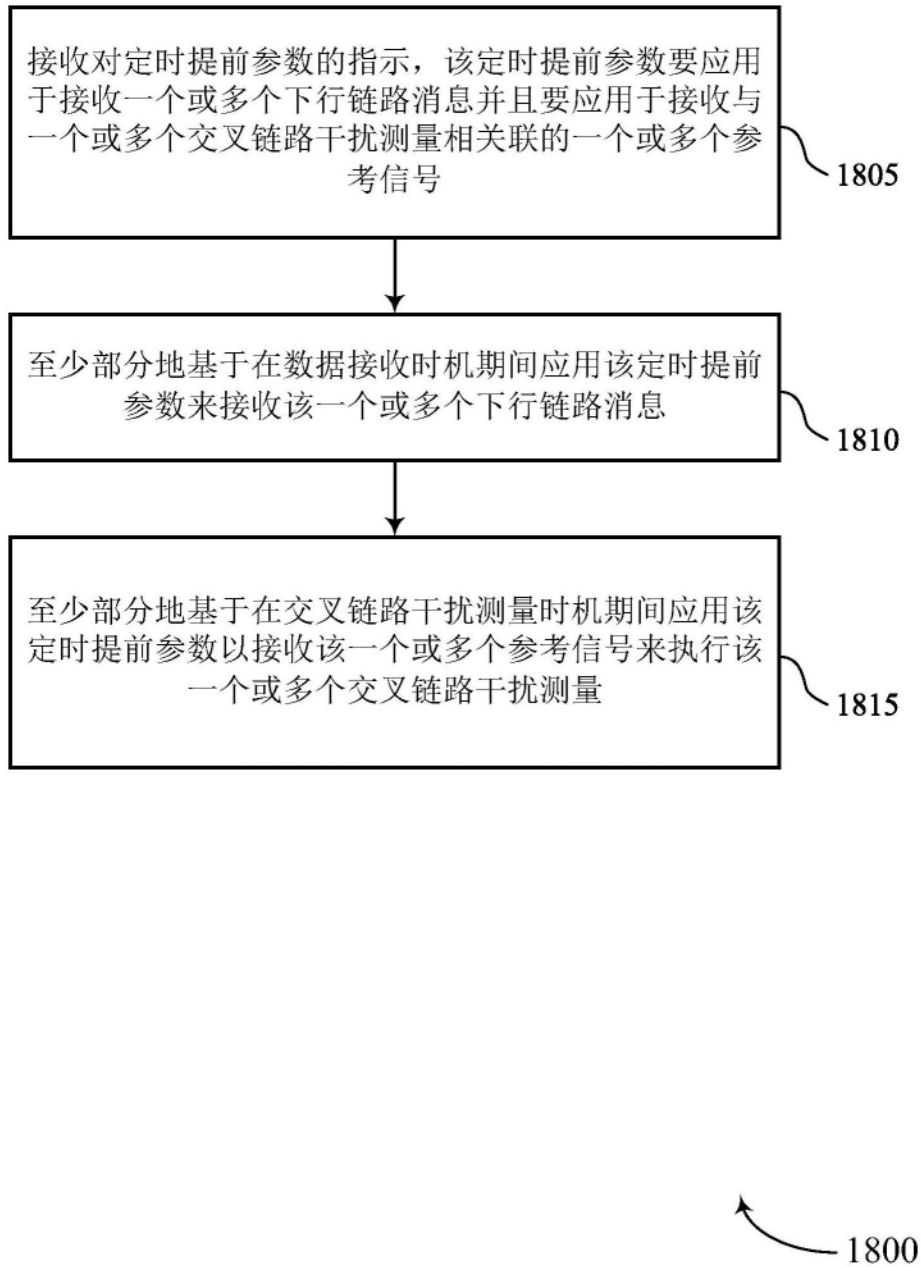 接收对定时提前参数的指示，该定时提前参数要应用
于接收一个或多个下行链路消息并且要应用于接收与
一个或多个交叉链路干扰测量相关联的一个或多个参
考信号
1805
至少部分地基于在数据接收时机期间应用该定时提前
参数来接收该一个或多个下行链路消息
1810
至少部分地基于在交叉链路干扰测量时机期间应用该
定时提前参数以接收该一个或多个参考信号来执行该
一个或多个交叉链路干扰测量
1815
1800